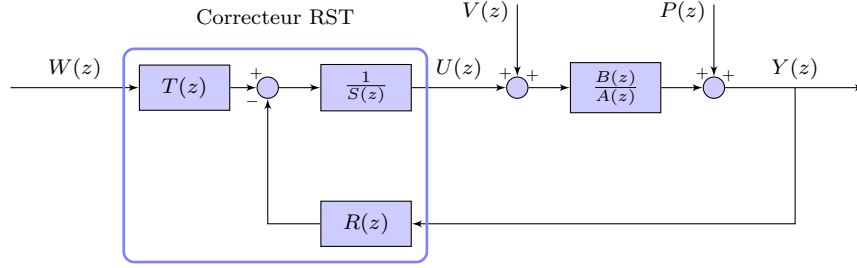 V(z) P(z)
Correcteur RST
W(z) U(z) Y(z)
+ + + + +
T(z) 1/S(z) B(z)/A(z)
−
R(z)